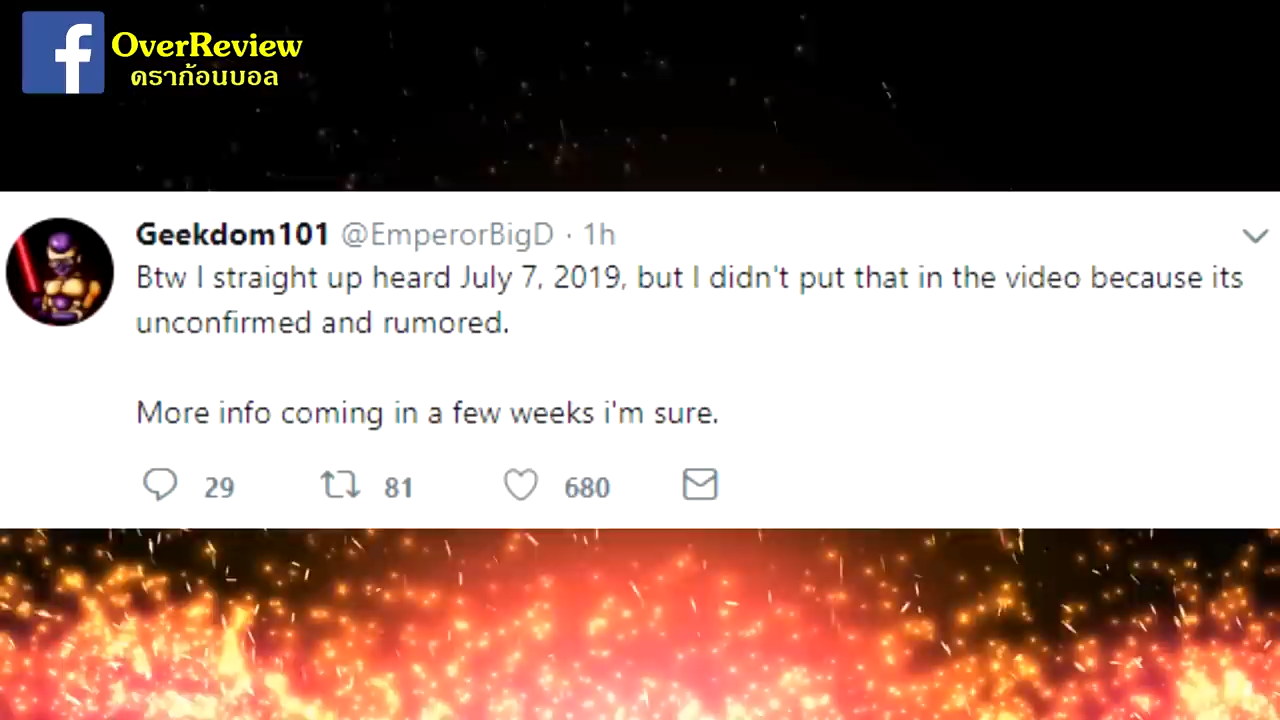 OverReview
ดราก้อนบอล
Geekdom101 @EmperorBigD · 1h
Btw I straight up heard July 7, 2019, but I didn't put that in the video because its
unconfirmed and rumored.
More info coming in a few weeks i'm sure.
29 81 680